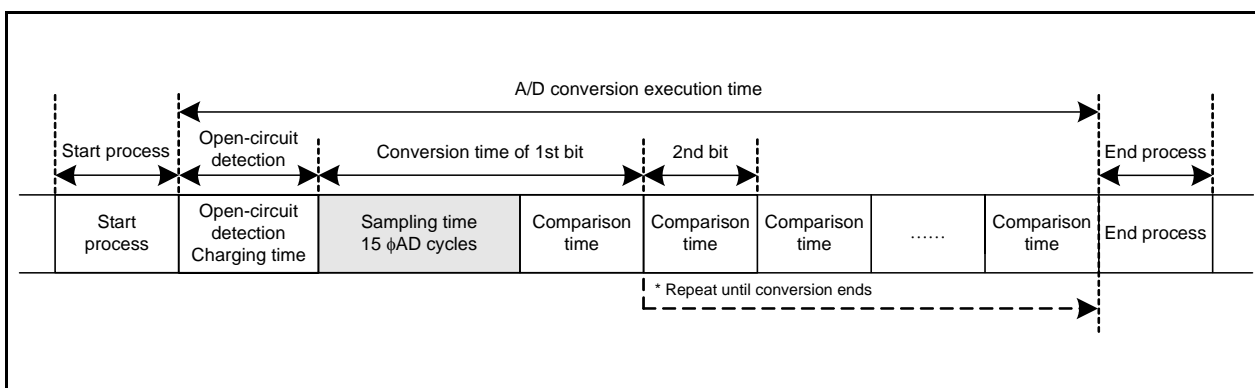 A/D conversion execution time
Start process
Open-circuit
detection
Conversion time of 1st bit
2nd bit
End process
Start
process
Open-circuit
detection
Charging time
Sampling time
15 ϕAD cycles
Comparison
time
Comparison
time
Comparison
time
......
Comparison
time
End process
* Repeat until conversion ends